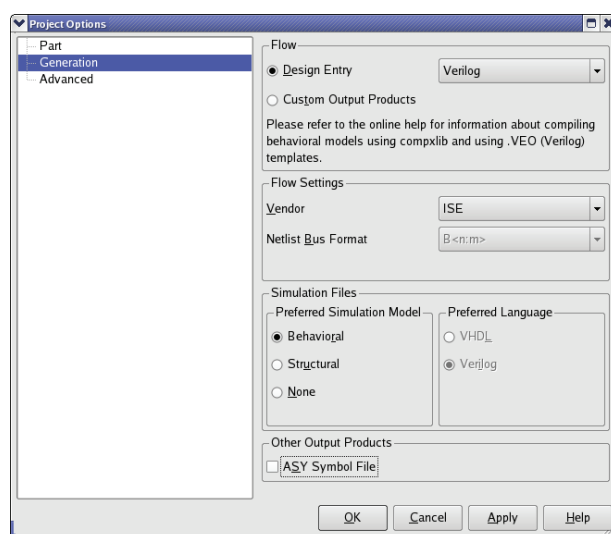 Project Options
Part
Generation
Advanced
Flow
Design Entry
Verilog
Custom Output Products
Please refer to the online help for information about compiling
behavioral models using compxlib and using .VEO (Verilog)
templates.
Flow Settings
Vendor
ISE
Netlist Bus Format
B<n:m>
Simulation Files
Preferred Simulation Model
Behavioral
Structural
None
Preferred Language
VHDL
Verilog
Other Output Products
ASY Symbol File
OK
Cancel
Apply
Help